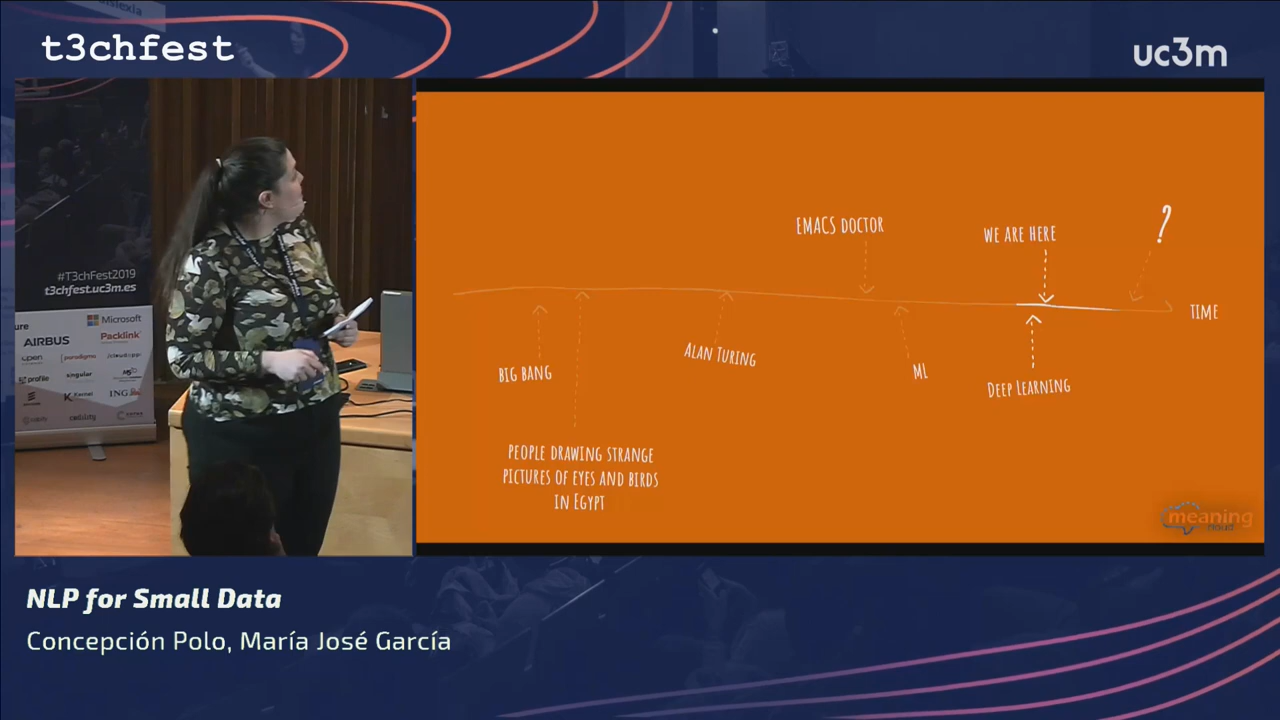 t3chfest
uc3m
#T3chFest2019
t3chfest.uc3m.es
Microsoft
AIRBUS
Packlink
profile
ING
EMACS DOCTOR
WE ARE HERE
?
TIME
BIG BANG
ALAN TURING
ML
DEEP LEARNING
PEOPLE DRAWING STRANGE
PICTURES OF EYES AND BIRDS
IN EGYPT
meaning
NLP for Small Data
Concepción Polo, María José García